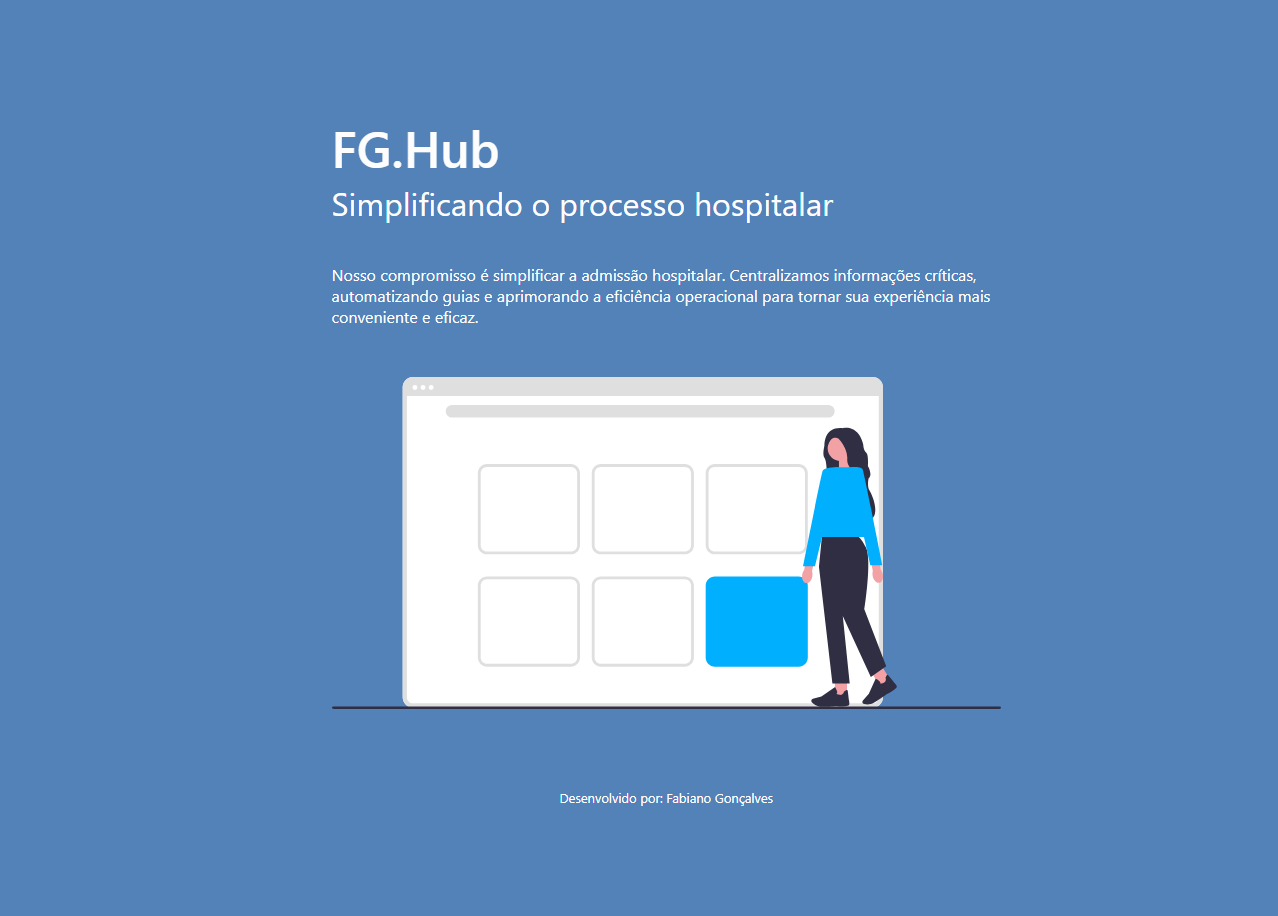 FG.Hub
Simplificando o processo hospitalar
Nosso compromisso é simplificar a admissão hospitalar. Centralizamos informações críticas,
automatizando guias e aprimorando a eficiência operacional para tornar sua experiência mais
conveniente e eficaz.
Desenvolvido por: Fabiano Gonçalves